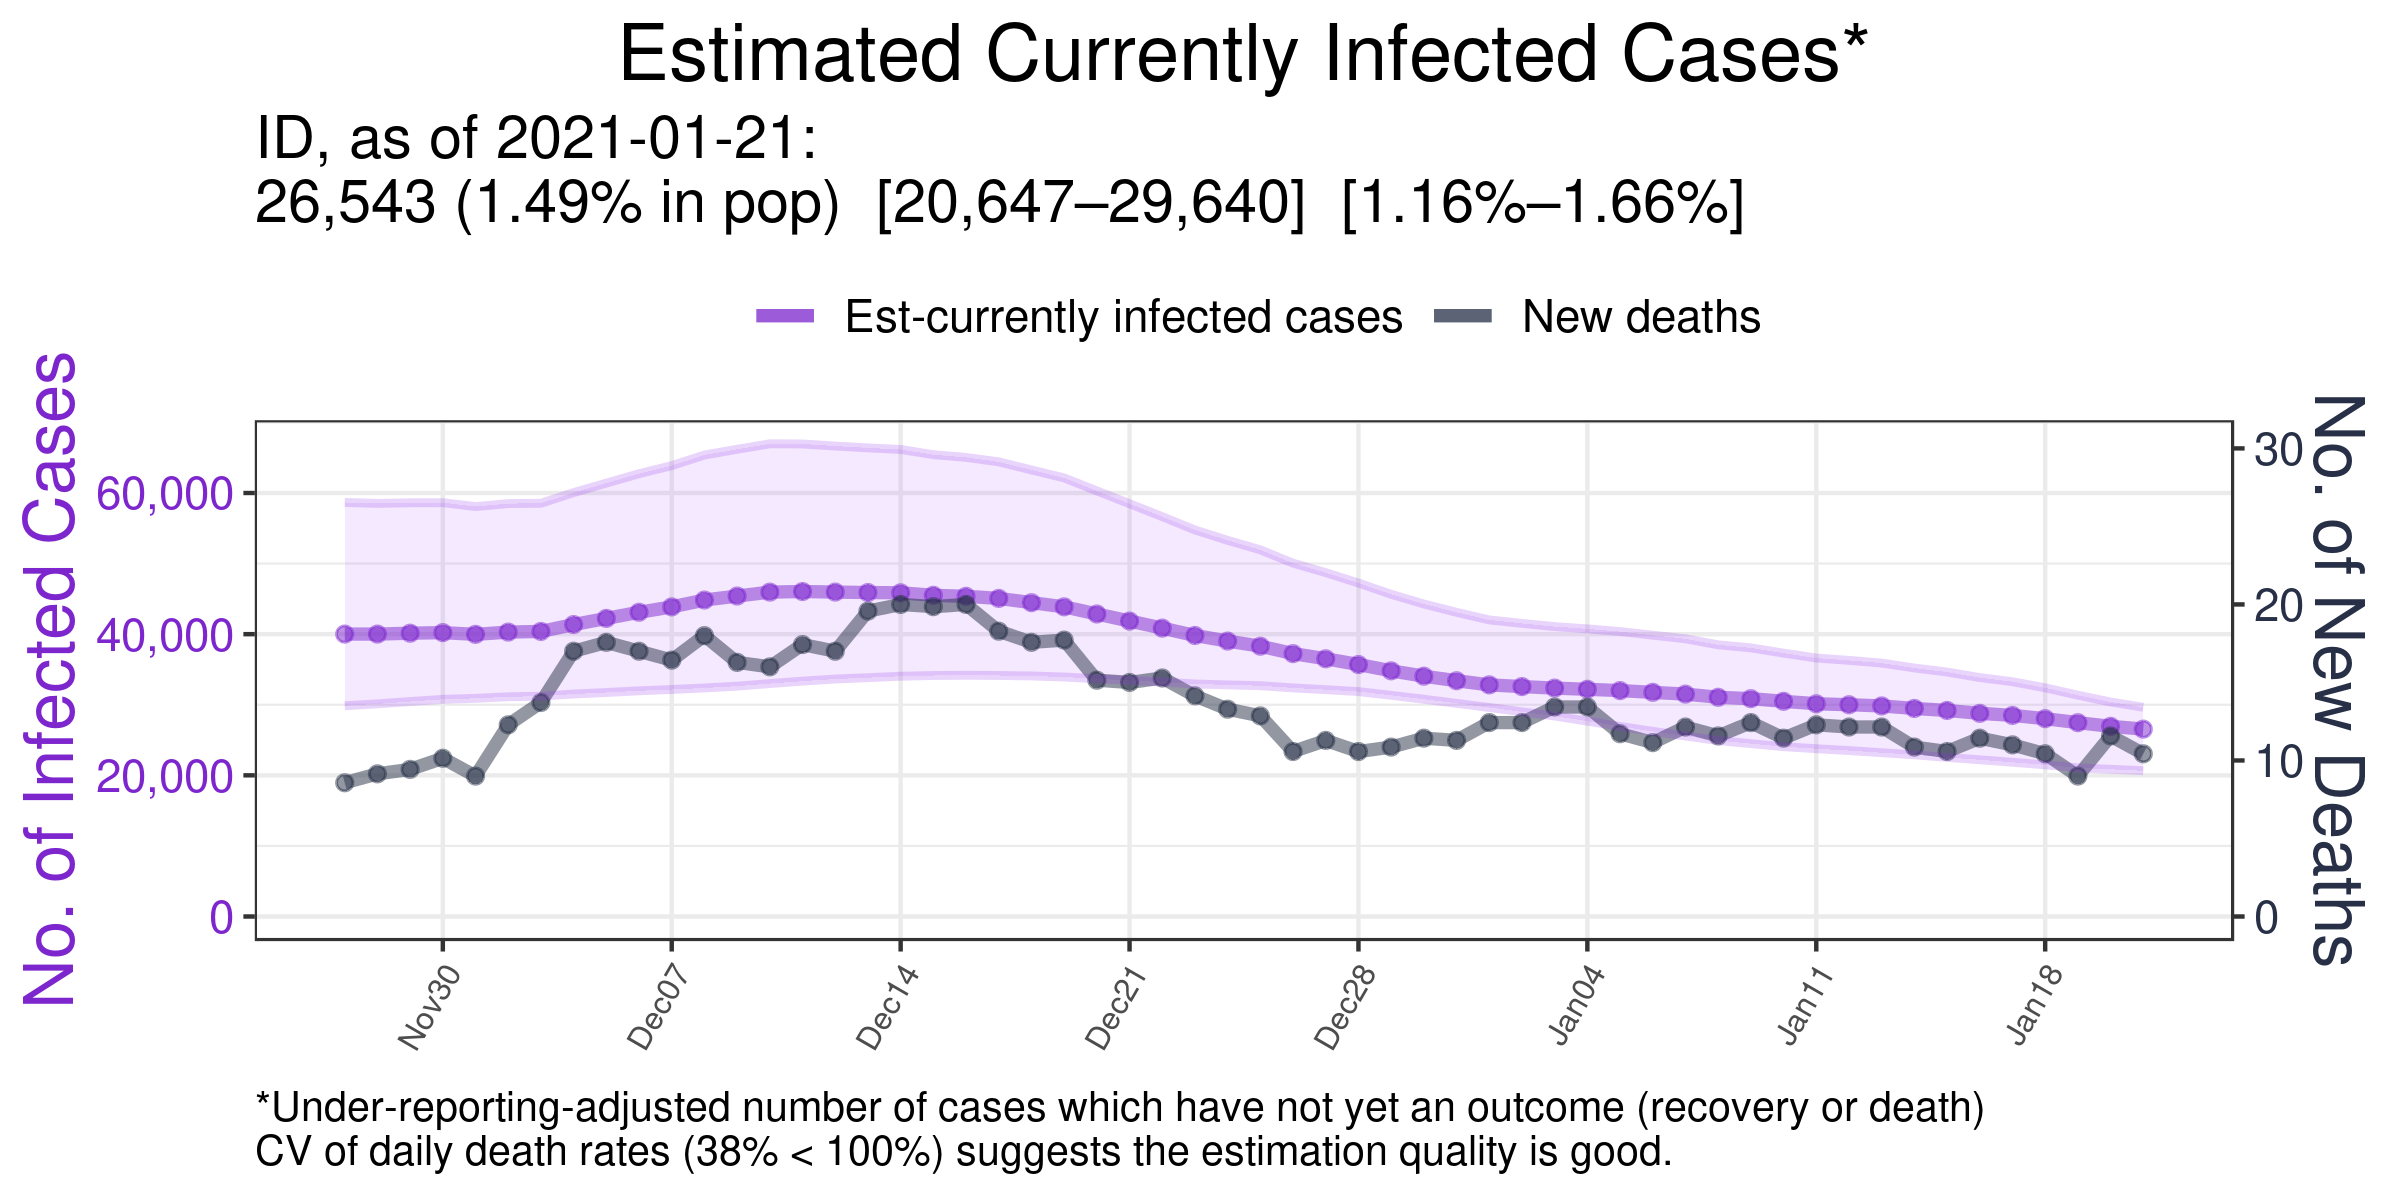 Estimated Currently Infected Cases*
ID, as of 2021-01-21:
26,543 (1.49% in pop)  [20,647–29,640]  [1.16%–1.66%]
Est-currently infected cases
New deaths
No. of Infected Cases
60,000
40,000
20,000
0
30
20
10
0
No. of New Deaths
Nov30
Dec07
Dec14
Dec21
Dec28
Jan04
Jan11
Jan18
*Under-reporting-adjusted number of cases which have not yet an outcome (recovery or death)
CV of daily death rates (38% < 100%) suggests the estimation quality is good.